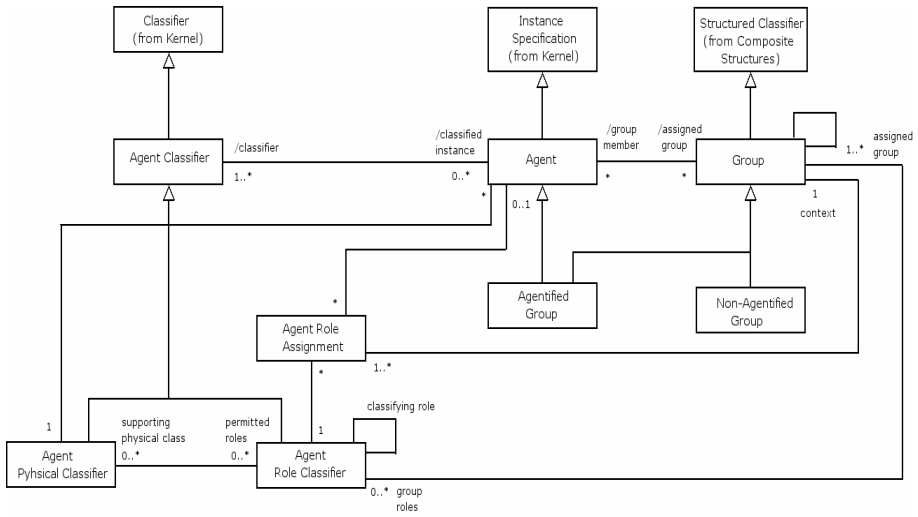 Classifier
(from Kernel)
Instance
Specification
(from Kernel)
Structured Classifier
(from Composite
Structures)
Agent Classifier
/classifier
1..*
/classified
instance
0..*
Agent
/group
member
*
/assigned
group
*
Group
1..*
assigned
group
1
context
*
0..1
Agentified
Group
Non-Agentified
Group
*
Agent Role
Assignment
1..*
*
classifying role
1
supporting
physical class
0..*
permitted
roles
0..*
1
Agent
Pyhsical Classifier
Agent
Role Classifier
0..*
group
roles